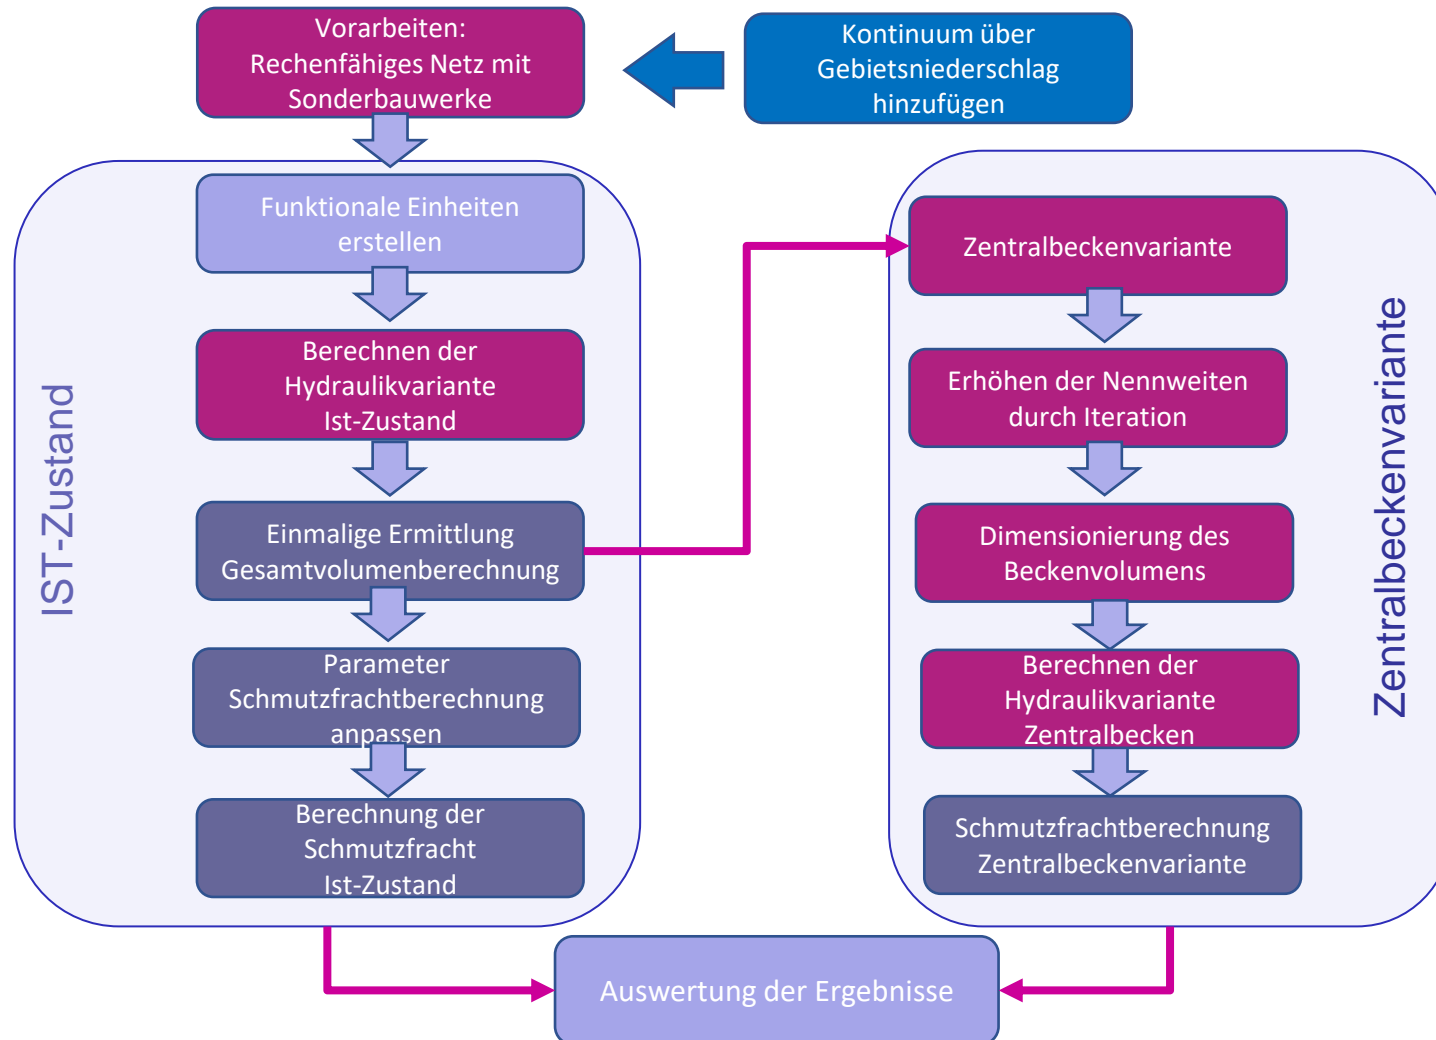 Vorarbeiten:
Rechenfähiges Netz mit
Sonderbauwerke
Kontinuum über
Gebietsniederschlag
hinzufügen
IST-Zustand
Funktionale Einheiten
erstellen
Berechnen der
Hydraulikvariante
Ist-Zustand
Einmalige Ermittlung
Gesamtvolumenberechnung
Parameter
Schmutzfrachtberechnung
anpassen
Berechnung der
Schmutzfracht
Ist-Zustand
Zentralbeckenvariante
Zentralbeckenvariante
Erhöhen der Nennweiten
durch Iteration
Dimensionierung des
Beckenvolumens
Berechnen der
Hydraulikvariante
Zentralbecken
Schmutzfrachtberechnung
Zentralbeckenvariante
Auswertung der Ergebnisse